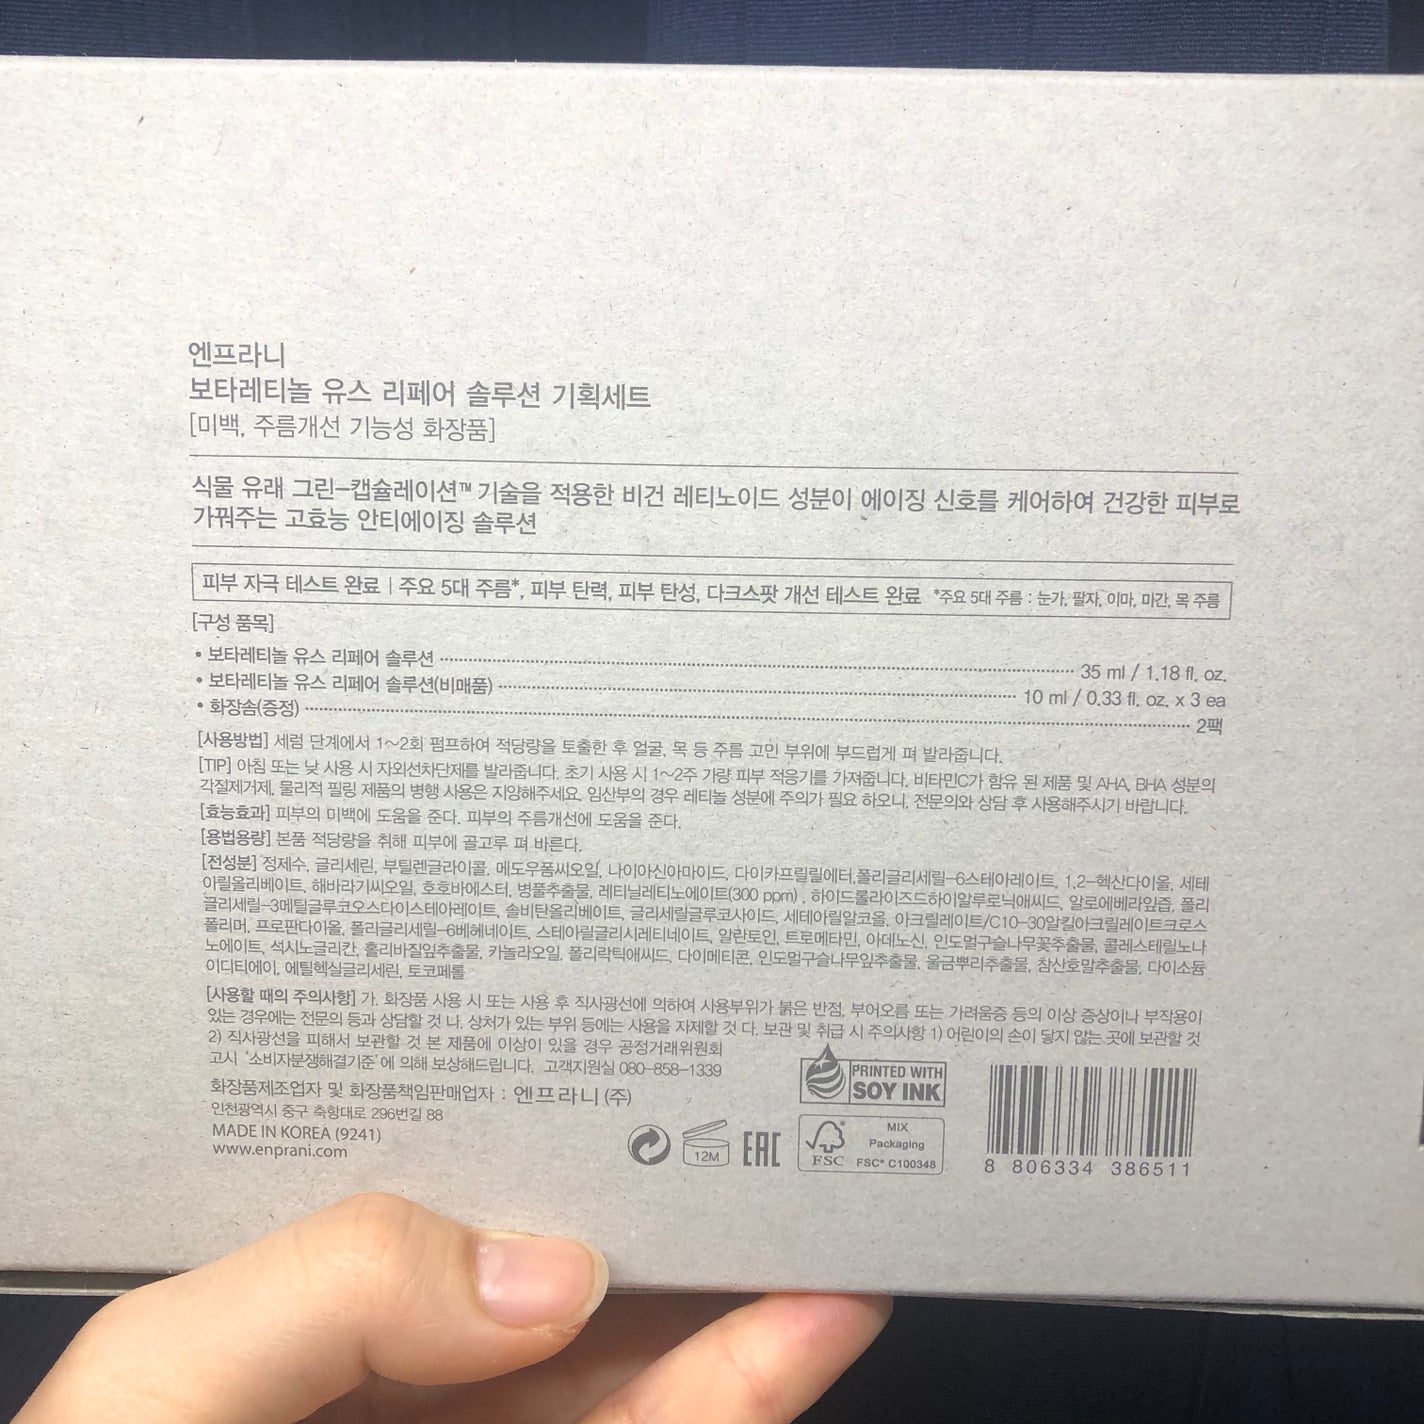 엔프라니
보타레티놀 유스 리페어 솔루션 기획세트
[미백, 주름개선 기능성 화장품]
식물 유래 그린-캡슐레이션™ 기술을 적용한 비건 레티노이드 성분이 에이징 신호를 케어하여 건강한 피부로
가꿔주는 고효능 안티에이징 솔루션
피부 자극 테스트 완료 | 주요 5대 주름*, 피부 탄력, 피부 탄성, 다크스팟 개선 테스트 완료 *주요 5대 주름 : 눈가, 팔자, 이마, 미간, 목 주름
[구성 품목]
• 보타레티놀 유스 리페어 솔루션 35 ml / 1.18 fl. oz.
• 보타레티놀 유스 리페어 솔루션(비매품) 10 ml / 0.33 fl. oz. x 3 ea
• 화장솜(증정) 2팩
[사용방법] 세럼 단계에서 1~2회 펌프하여 적당량을 토출한 후 얼굴, 목 등 주름 고민 부위에 부드럽게 펴 발라줍니다.
[TIP] 아침 또는 낮 사용 시 자외선차단제를 발라줍니다. 초기 사용 시 1~2주 가량 피부 적응기를 가져줍니다. 비타민C가 함유 된 제품 및 AHA, BHA 성분의
각질제거제, 물리적 필링 제품의 병행 사용은 지양해주세요. 임산부의 경우 레티놀 성분에 주의가 필요 하오니, 전문의와 상담 후 사용해주시기 바랍니다.
[효능효과] 피부의 미백에 도움을 준다. 피부의 주름개선에 도움을 준다.
[용법용량] 본품 적당량을 취해 피부에 골고루 펴 바른다.
[전성분] 정제수, 글리세린, 부틸렌글라이콜, 메도우폼씨오일, 나이아신아마이드, 다이카프릴릴에터,폴리글리세릴-6스테아레이트, 1,2-헥산다이올, 세테
아릴올리베이트, 해바라기씨오일, 호호바에스터, 병풀추출물, 레티닐레티노에이트(300 ppm), 하이드롤라이즈드하이알루로닉애씨드, 알로에베라잎즙, 폴리
글리세릴-3메틸글루코오스다이스테아레이트, 솔비탄올리베이트, 글리세릴글루코사이드, 세테아릴알코올, 아크릴레이트/C10-30알킬아크릴레이트크로스
폴리머, 프로판다이올, 폴리글리세릴-6베헤네이트, 스테아릴글리시레티네이트, 알란토인, 트로메타민, 아데노신, 인도멀구슬나무꽃추출물, 콜레스테릴노나
노에이트, 석시노글리칸, 홀리바질잎추출물, 카놀라오일, 폴리락틱애씨드, 다이메티콘, 인도멀구슬나무잎추출물, 울금뿌리추출물, 참산호말추출물, 다이소듐
이디티에이, 에틸헥실글리세린, 토코페롤
[사용할 때의 주의사항] 가. 화장품 사용 시 또는 사용 후 직사광선에 의하여 사용부위가 붉은 반점, 부어오름 또는 가려움증 등의 이상 증상이나 부작용이
있는 경우에는 전문의 등과 상담할 것 나. 상처가 있는 부위 등에는 사용을 자제할 것 다. 보관 및 취급 시 주의사항 1) 어린이의 손이 닿지 않는 곳에 보관할 것
2) 직사광선을 피해서 보관할 것 본 제품에 이상이 있을 경우 공정거래위원회
고시 '소비자분쟁해결기준'에 의해 보상해드립니다. 고객지원실 080-858-1339
화장품제조업자 및 화장품책임판매업자 : 엔프라니(주)
인천광역시 중구 축항대로 296번길 88
MADE IN KOREA (9241)
www.enprani.com
12M
EAC
PRINTED WITH
SOY INK
FSC
MIX
Packaging
FSC® C100348
8 806334 386511